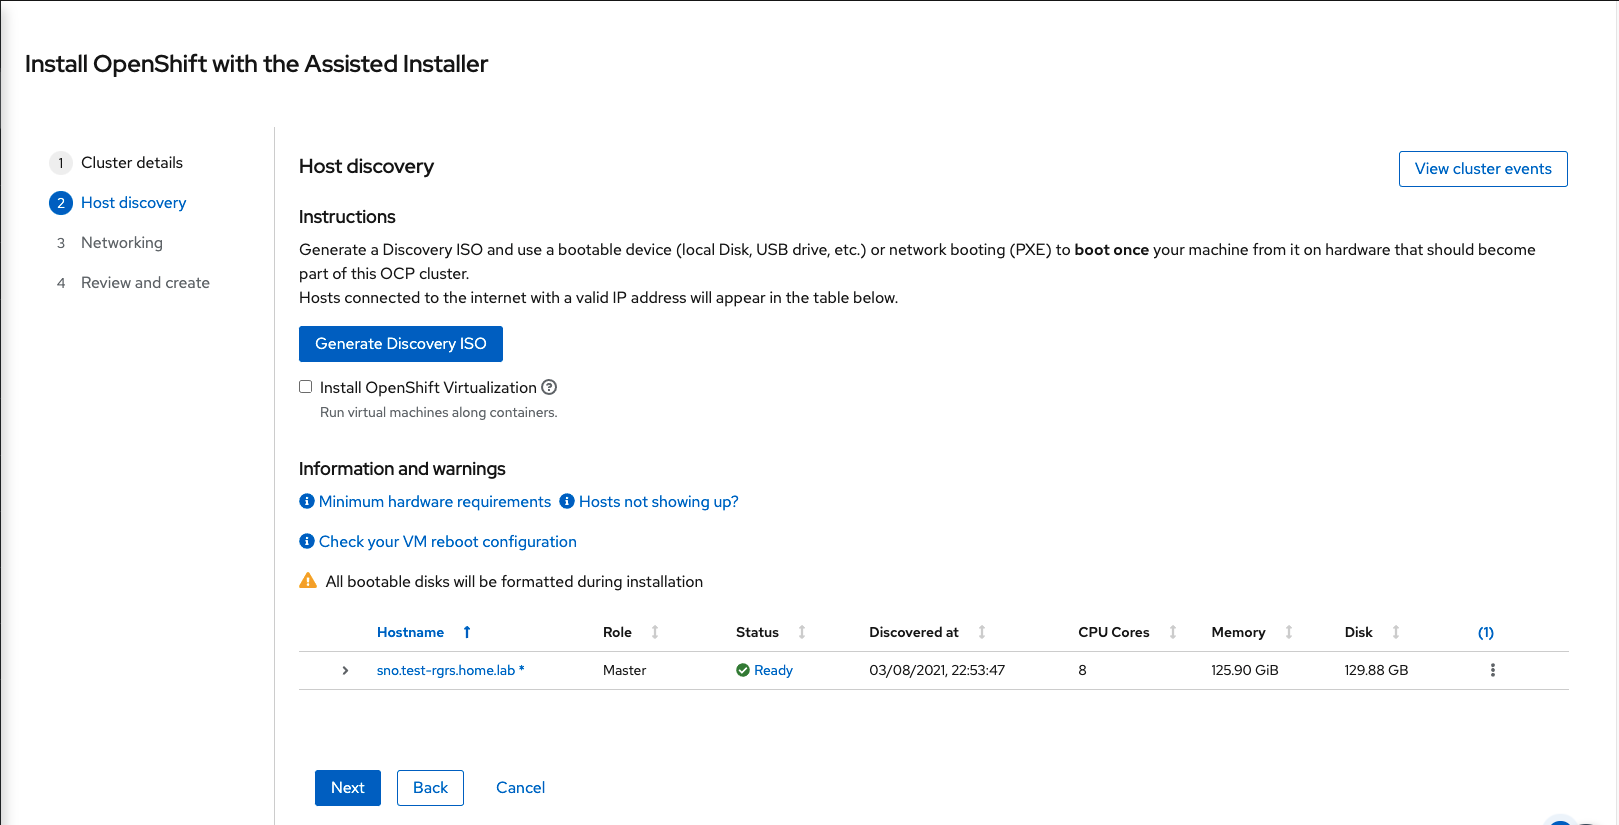 Install OpenShift with the Assisted Installer
1 Cluster details
2 Host discovery
3 Networking
4 Review and create
Host discovery
View cluster events
Instructions
Generate a Discovery ISO and use a bootable device (local Disk, USB drive, etc.) or network booting (PXE) to boot once your machine from it on hardware that should become
part of this OCP cluster.
Hosts connected to the internet with a valid IP address will appear in the table below.
Generate Discovery ISO
Install OpenShift Virtualization
Run virtual machines along containers.
Information and warnings
Minimum hardware requirements Hosts not showing up?
Check your VM reboot configuration
All bootable disks will be formatted during installation
Hostname Role Status Discovered at CPU Cores Memory Disk (1)
sno.test-rgrs.home.lab * Master Ready 03/08/2021, 22:53:47 8 125.90 GiB 129.88 GB
Next Back Cancel